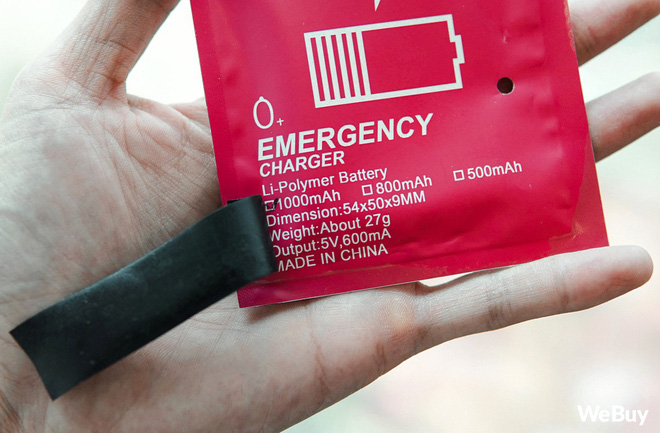 O+
EMERGENCY
CHARGER
Li-Polymer Battery
1000mAh 800mAh 500mAh
Dimension:54x50x9MM
Weight:About 27g
Output:5V,600mA
MADE IN CHINA
WeBuy